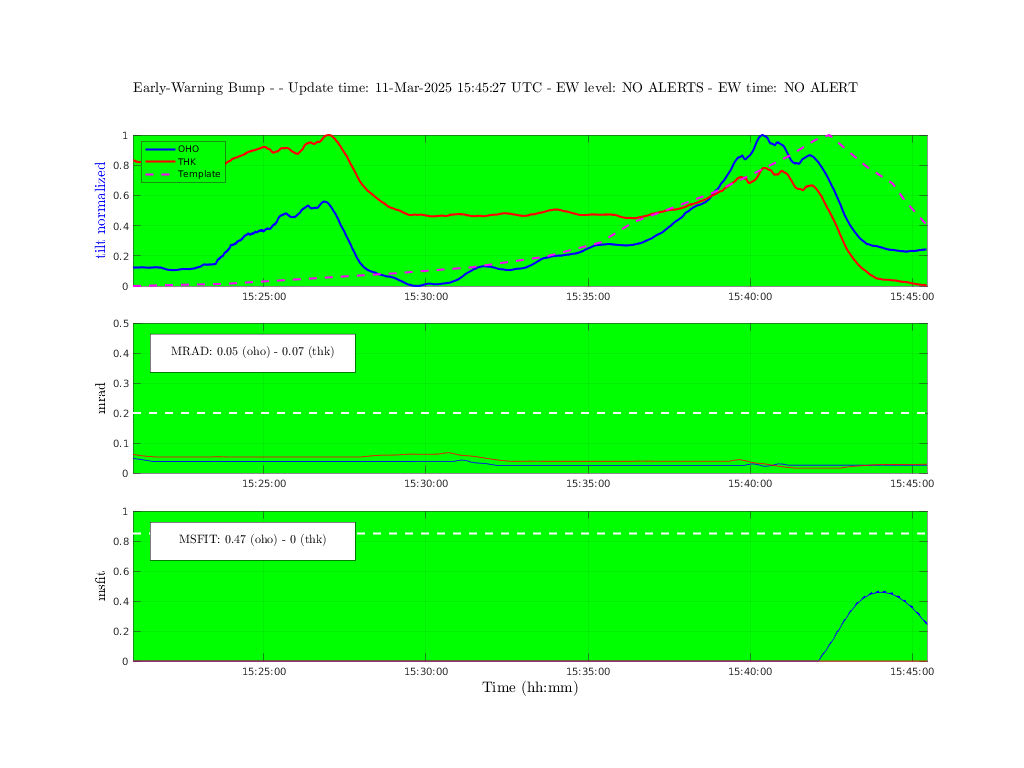 Early-Warning Bump - - Update time: 11-Mar-2025 15:45:27 UTC - EW level: NO ALERTS - EW time: NO ALERT
tilt normalized
1
0.8
0.6
0.4
0.2
0
OHO
THK
Template
15:25:00 15:30:00 15:35:00 15:40:00 15:45:00
mrad
0.5
0.4
0.3
0.2
0.1
0
MRAD: 0.05 (oho) - 0.07 (thk)
15:25:00 15:30:00 15:35:00 15:40:00 15:45:00
msfit
1
0.8
0.6
0.4
0.2
0
MSFIT: 0.47 (oho) - 0 (thk)
15:25:00 15:30:00 15:35:00 15:40:00 15:45:00
Time (hh:mm)